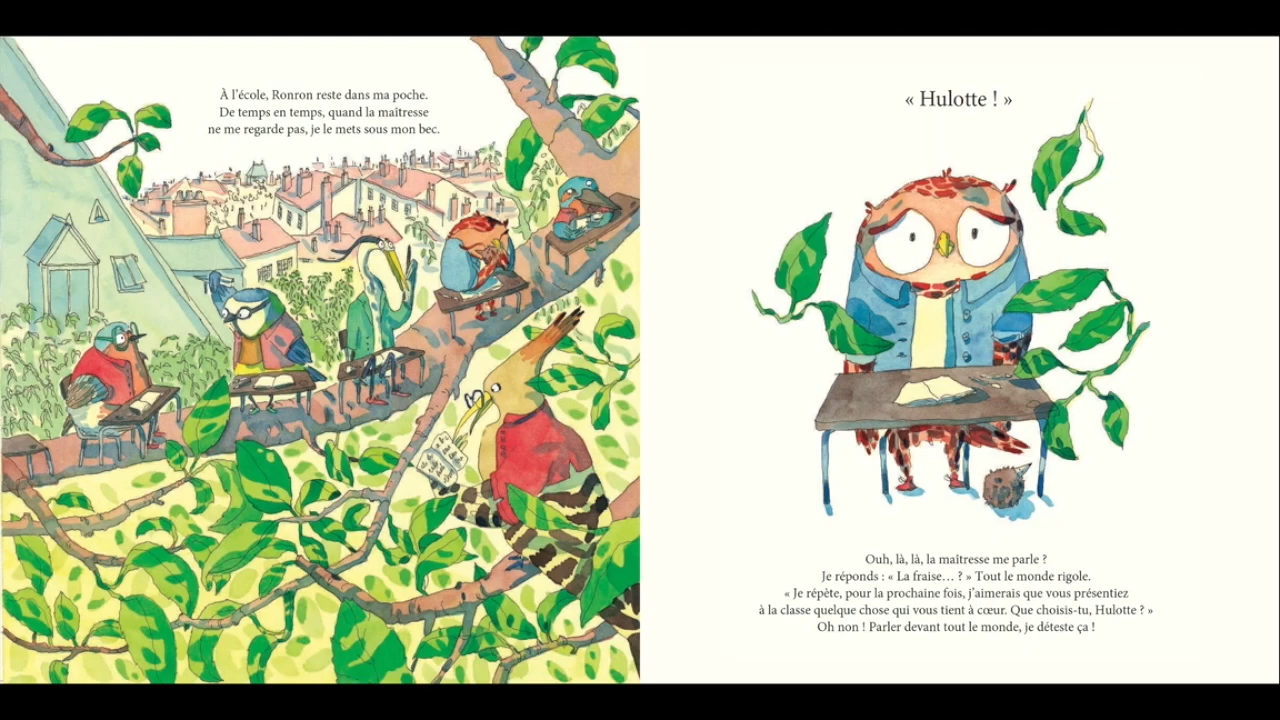 À l'école, Ronron reste dans ma poche.
De temps en temps, quand la maîtresse
ne me regarde pas, je le mets sous mon bec.
« Hulotte ! »
Ouh, là, là, la maîtresse me parle ?
Je réponds : « La fraise… ? » Tout le monde rigole.
« Je répète, pour la prochaine fois, j'aimerais que vous présentiez
à la classe quelque chose qui vous tient à cœur. Que choisis-tu, Hulotte ? »
Oh non ! Parler devant tout le monde, je déteste ça !